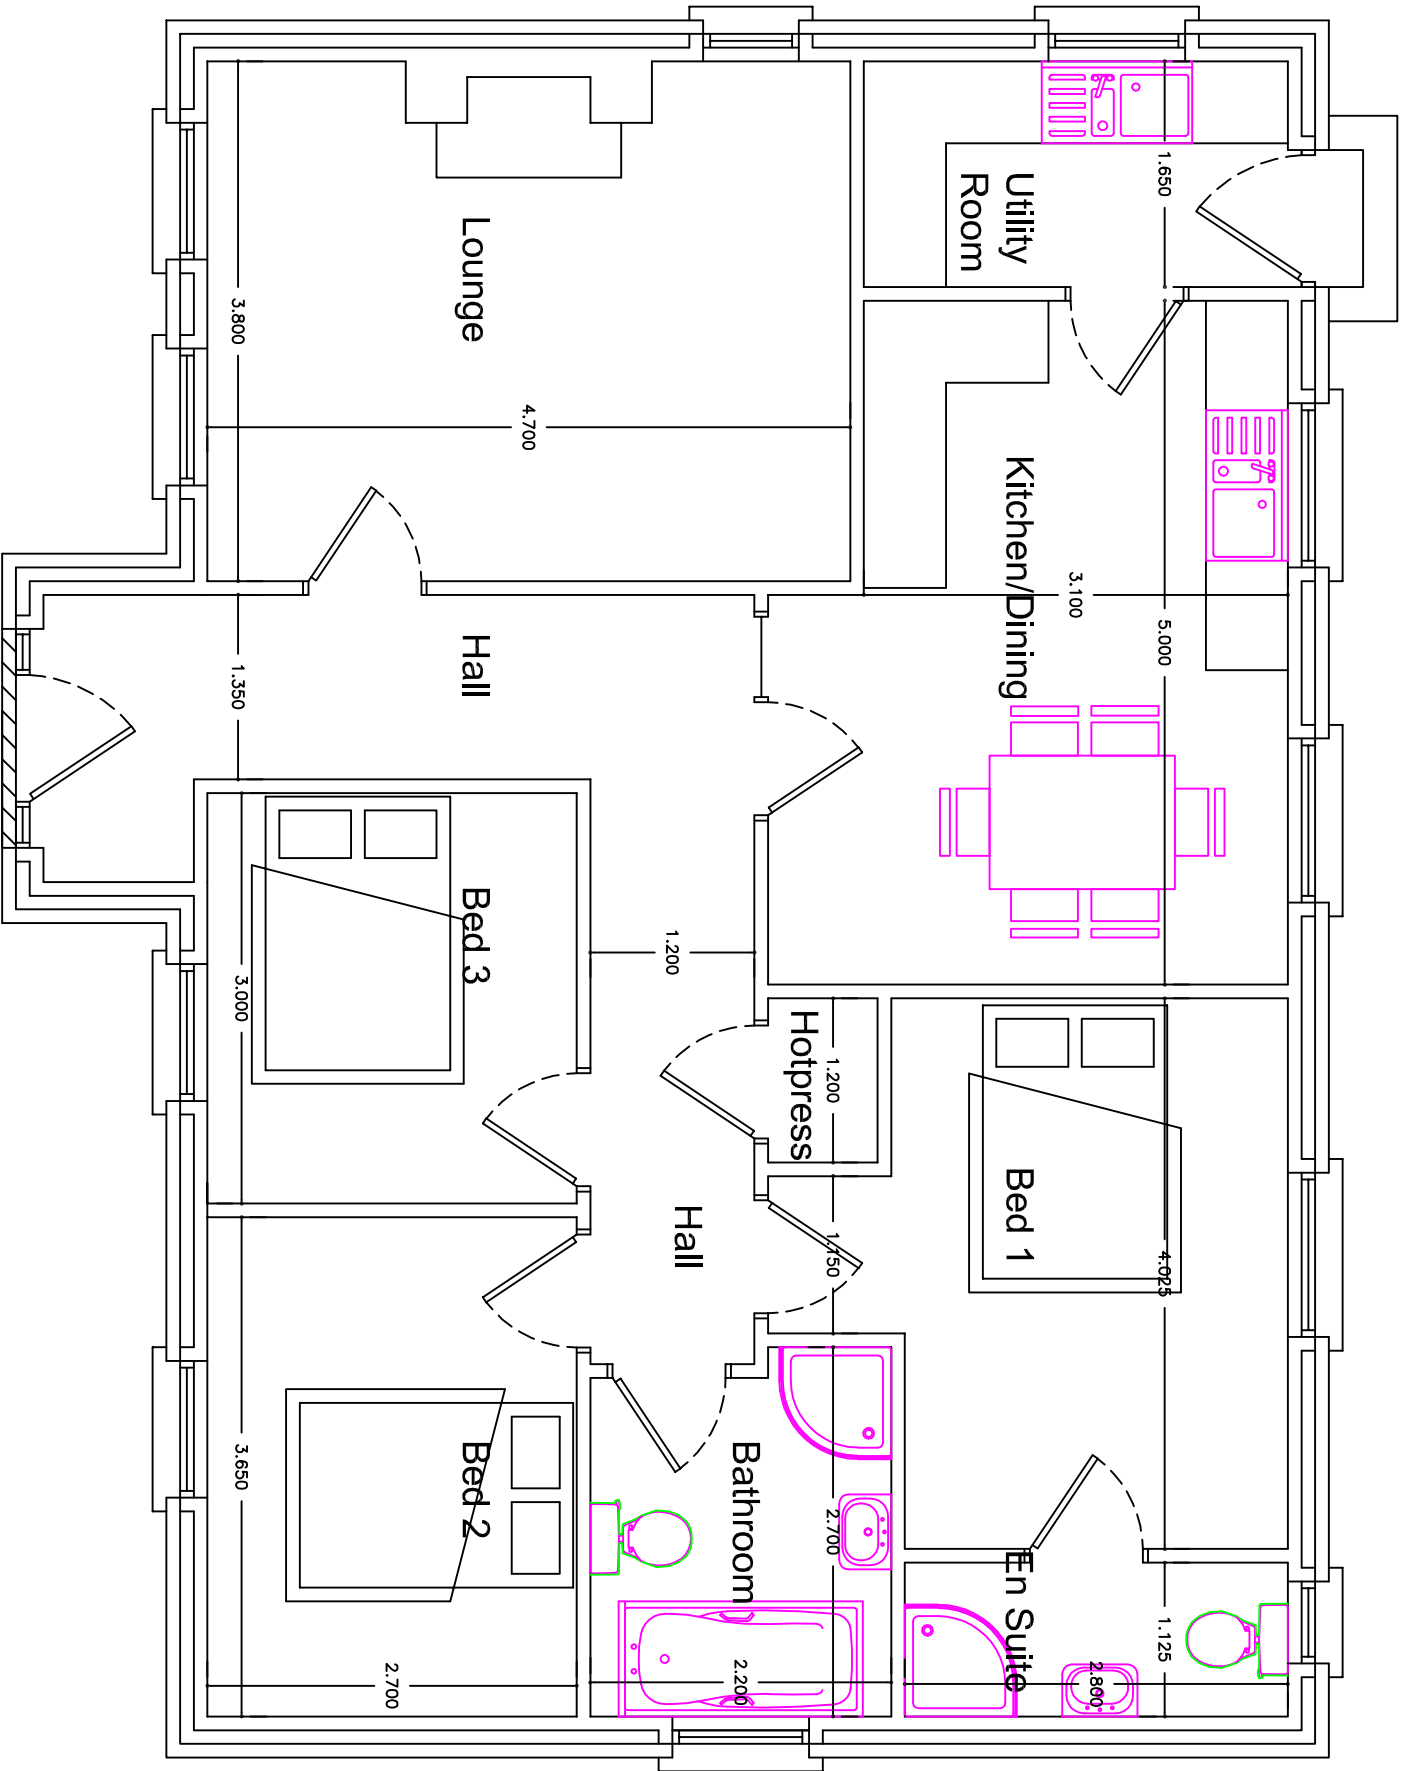 1.650
5.000
4.025
1.125
2.800
3.100
Utility
Room
Kitchen/Dining
Bed 1
En Suite
1.200
1.150
2.700
Hotpress
Bathroom
2.200
Hall
1.200
4.700
Lounge
Hall
Bed 3
Bed 2
2.700
3.800
1.350
3.000
3.650